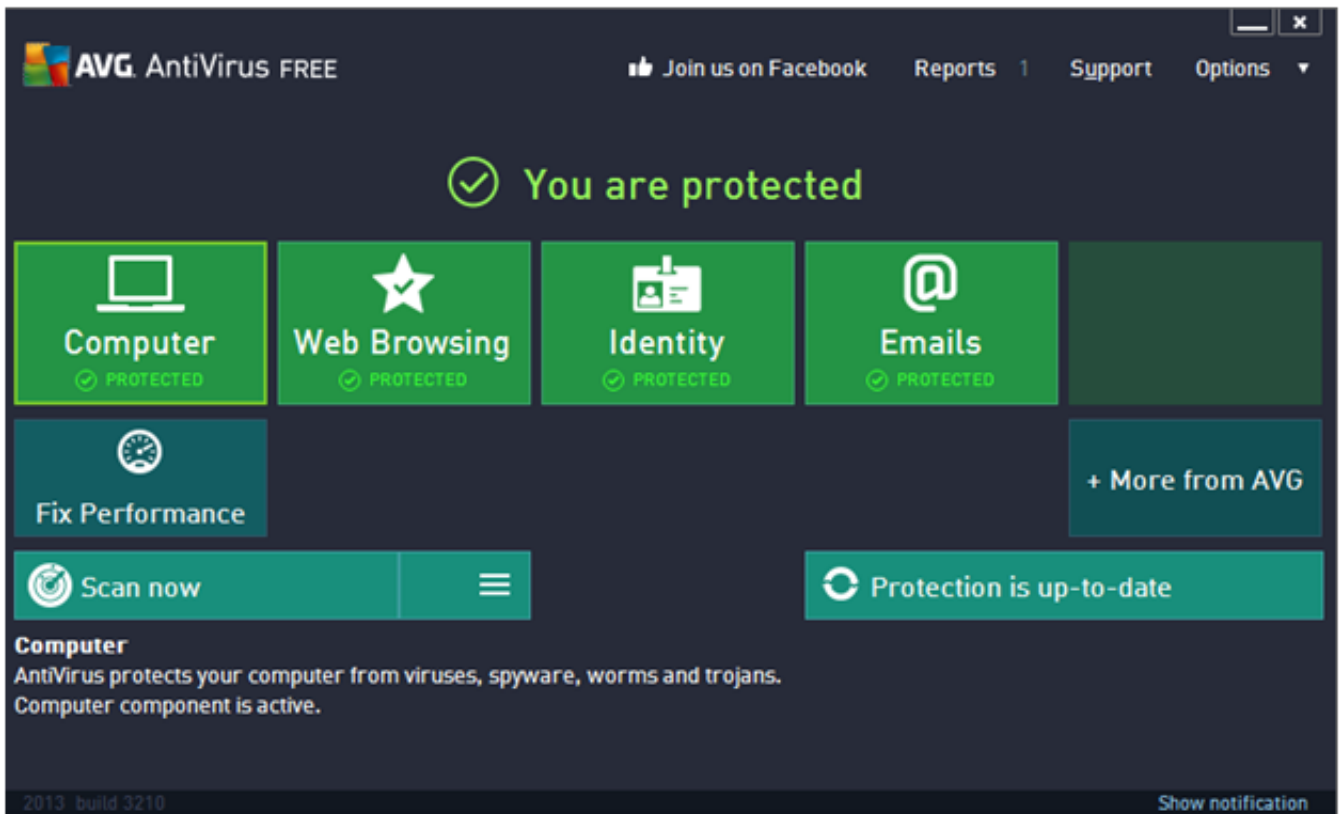 AVG. AntiVirus FREE
Join us on Facebook Reports 1 Support Options
You are protected
Computer Web Browsing Identity Emails
PROTECTED PROTECTED PROTECTED PROTECTED
Fix Performance
+ More from AVG
Scan now
Protection is up-to-date
Computer
AntiVirus protects your computer from viruses, spyware, worms and trojans.
Computer component is active.
2013 build 3210
Show notification